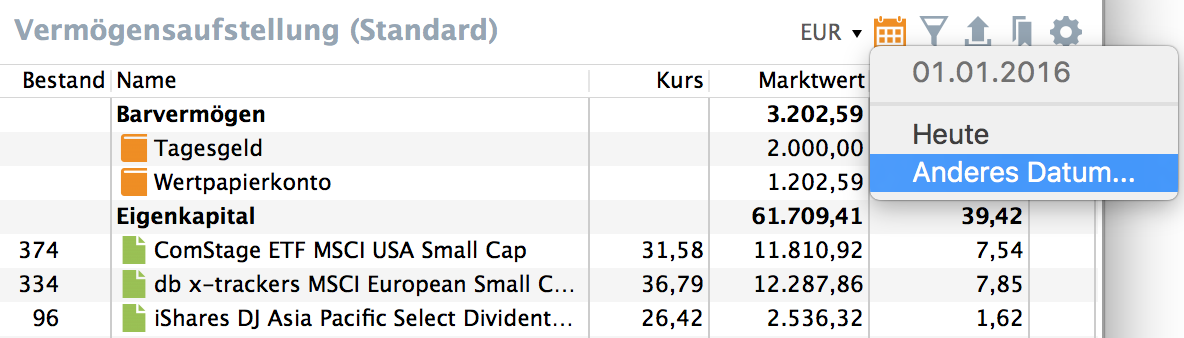 Vermögensaufstellung (Standard) EUR
01.01.2016
Heute
Anderes Datum...
Bestand Name Kurs Marktwert
Barvermögen 3.202,59
Tagesgeld 2.000,00
Wertpapierkonto 1.202,59
Eigenkapital 61.709,41 39,42
374 ComStage ETF MSCI USA Small Cap 31,58 11.810,92 7,54
334 db x-trackers MSCI European Small C... 36,79 12.287,86 7,85
96 iShares DJ Asia Pacific Select Divident... 26,42 2.536,32 1,62